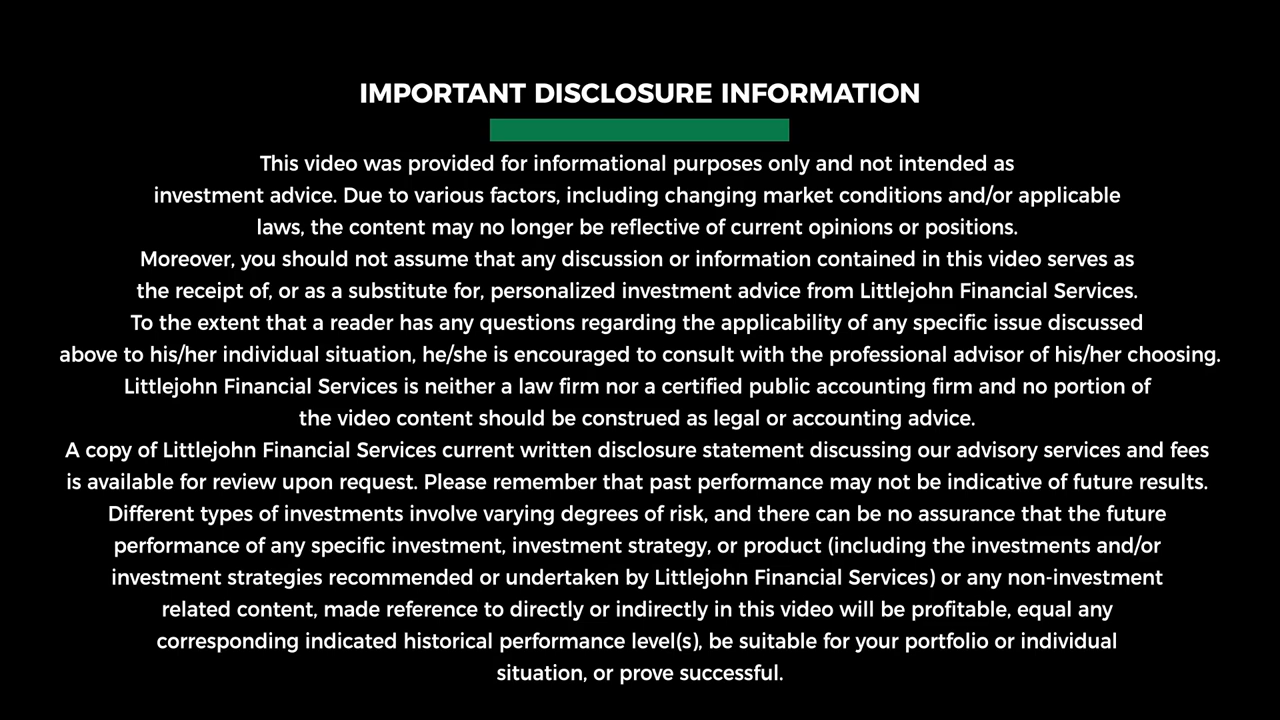 IMPORTANT DISCLOSURE INFORMATION
This video was provided for informational purposes only and not intended as
investment advice. Due to various factors, including changing market conditions and/or applicable
laws, the content may no longer be reflective of current opinions or positions.
Moreover, you should not assume that any discussion or information contained in this video serves as
the receipt of, or as a substitute for, personalized investment advice from Littlejohn Financial Services.
To the extent that a reader has any questions regarding the applicability of any specific issue discussed
above to his/her individual situation, he/she is encouraged to consult with the professional advisor of his/her choosing.
Littlejohn Financial Services is neither a law firm nor a certified public accounting firm and no portion of
the video content should be construed as legal or accounting advice.
A copy of Littlejohn Financial Services current written disclosure statement discussing our advisory services and fees
is available for review upon request. Please remember that past performance may not be indicative of future results.
Different types of investments involve varying degrees of risk, and there can be no assurance that the future
performance of any specific investment, investment strategy, or product (including the investments and/or
investment strategies recommended or undertaken by Littlejohn Financial Services) or any non-investment
related content, made reference to directly or indirectly in this video will be profitable, equal any
corresponding indicated historical performance level(s), be suitable for your portfolio or individual
situation, or prove successful.